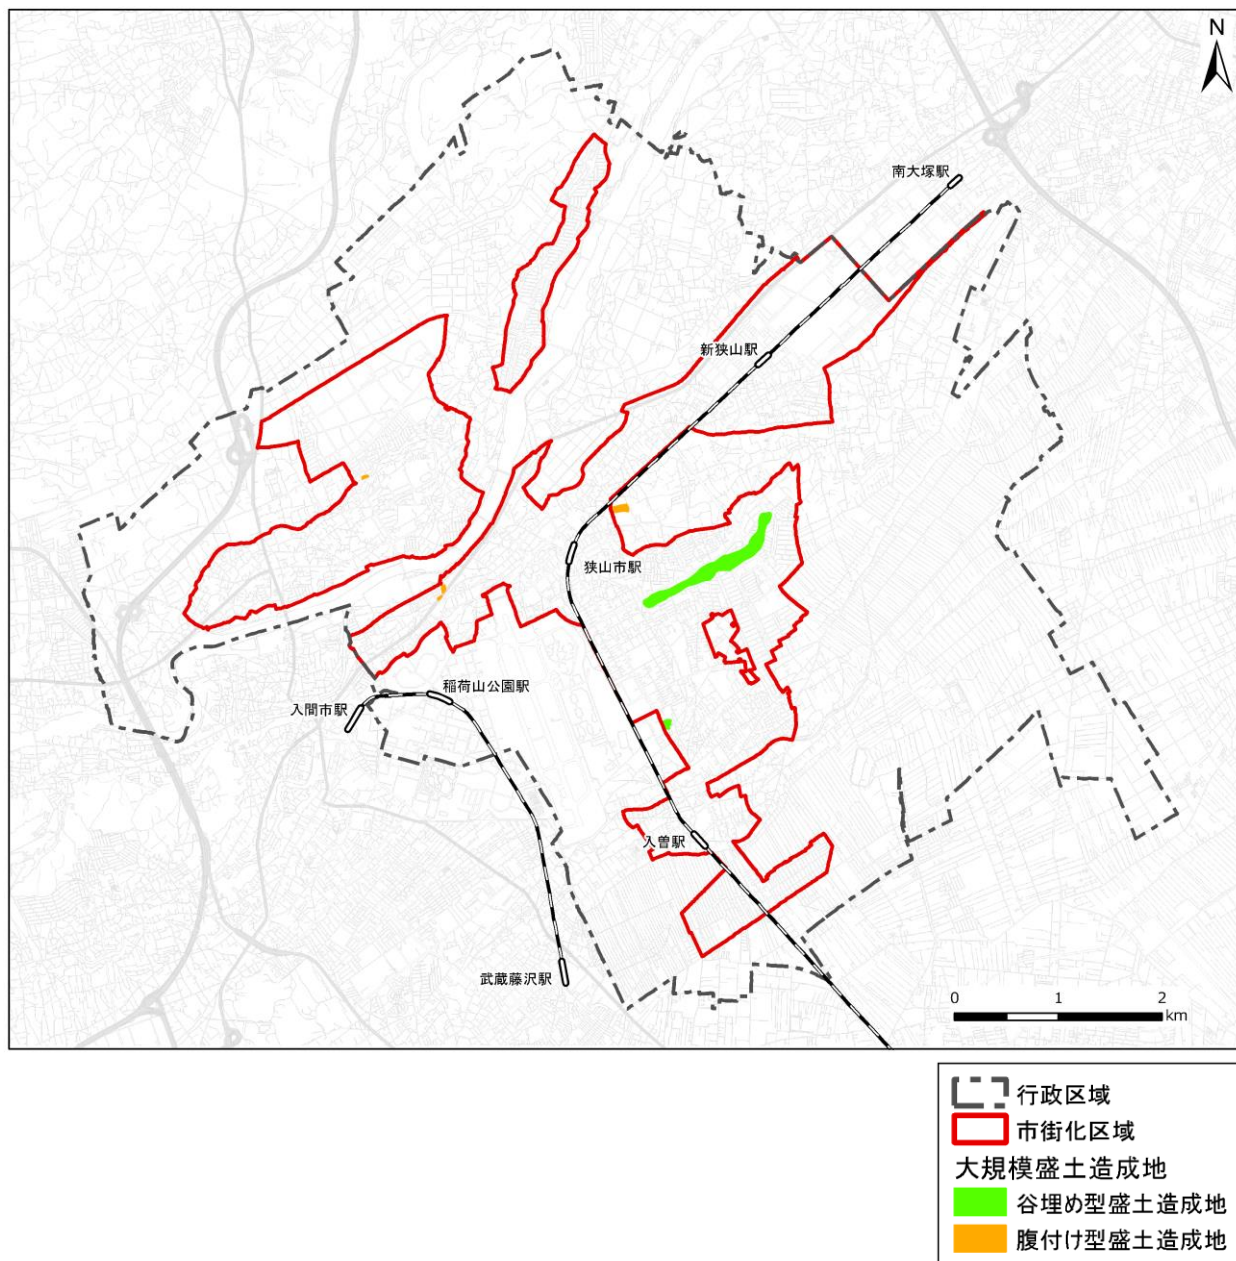 N
南大塚駅
新狭山駅
狭山市駅
稲荷山公園駅
入間市駅
入曽駅
武蔵藤沢駅
0 1 2
km
行政区域
市街化区域
大規模盛土造成地
谷埋め型盛土造成地
腹付け型盛土造成地